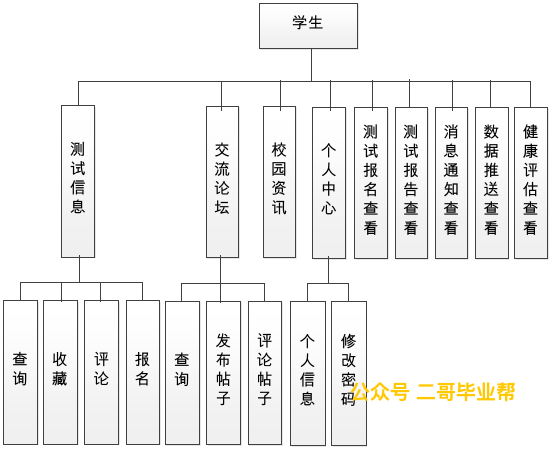 学生
测试信息
交流论坛
校园资讯
个人中心
测试报名查看
测试报告查看
消息通知查看
数据推送查看
健康评估查看
查询
收藏
评论
报名
查询
发布帖子
评论帖子
个人信息
修改密码
公众号 二哥毕业帮